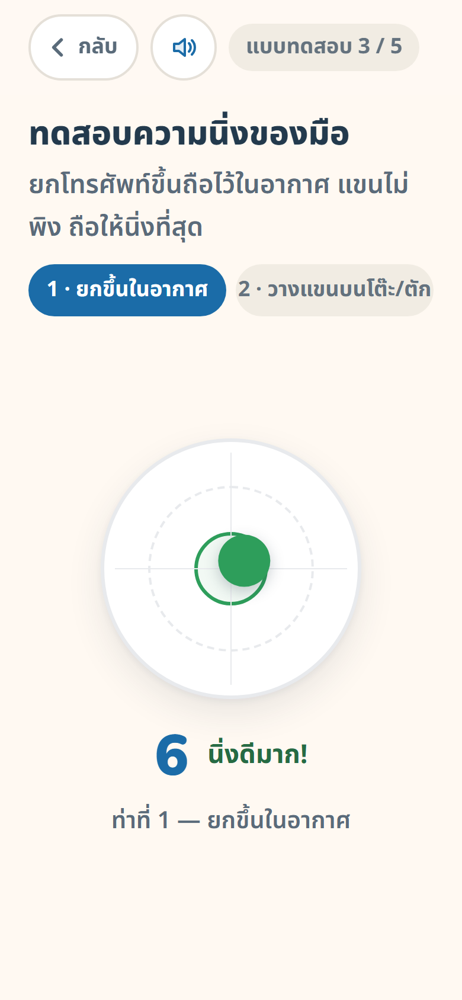 กลับ
แบบทดสอบ 3 / 5
ทดสอบความนิ่งของมือ
ยกโทรศัพท์ขึ้นถือไว้ในอากาศ แขนไม่
พิง ถือให้นิ่งที่สุด
1 · ยกขึ้นในอากาศ
2 · วางแขนบนโต๊ะ/ตัก
6 นิ่งดีมาก!
ท่าที่ 1 — ยกขึ้นในอากาศ